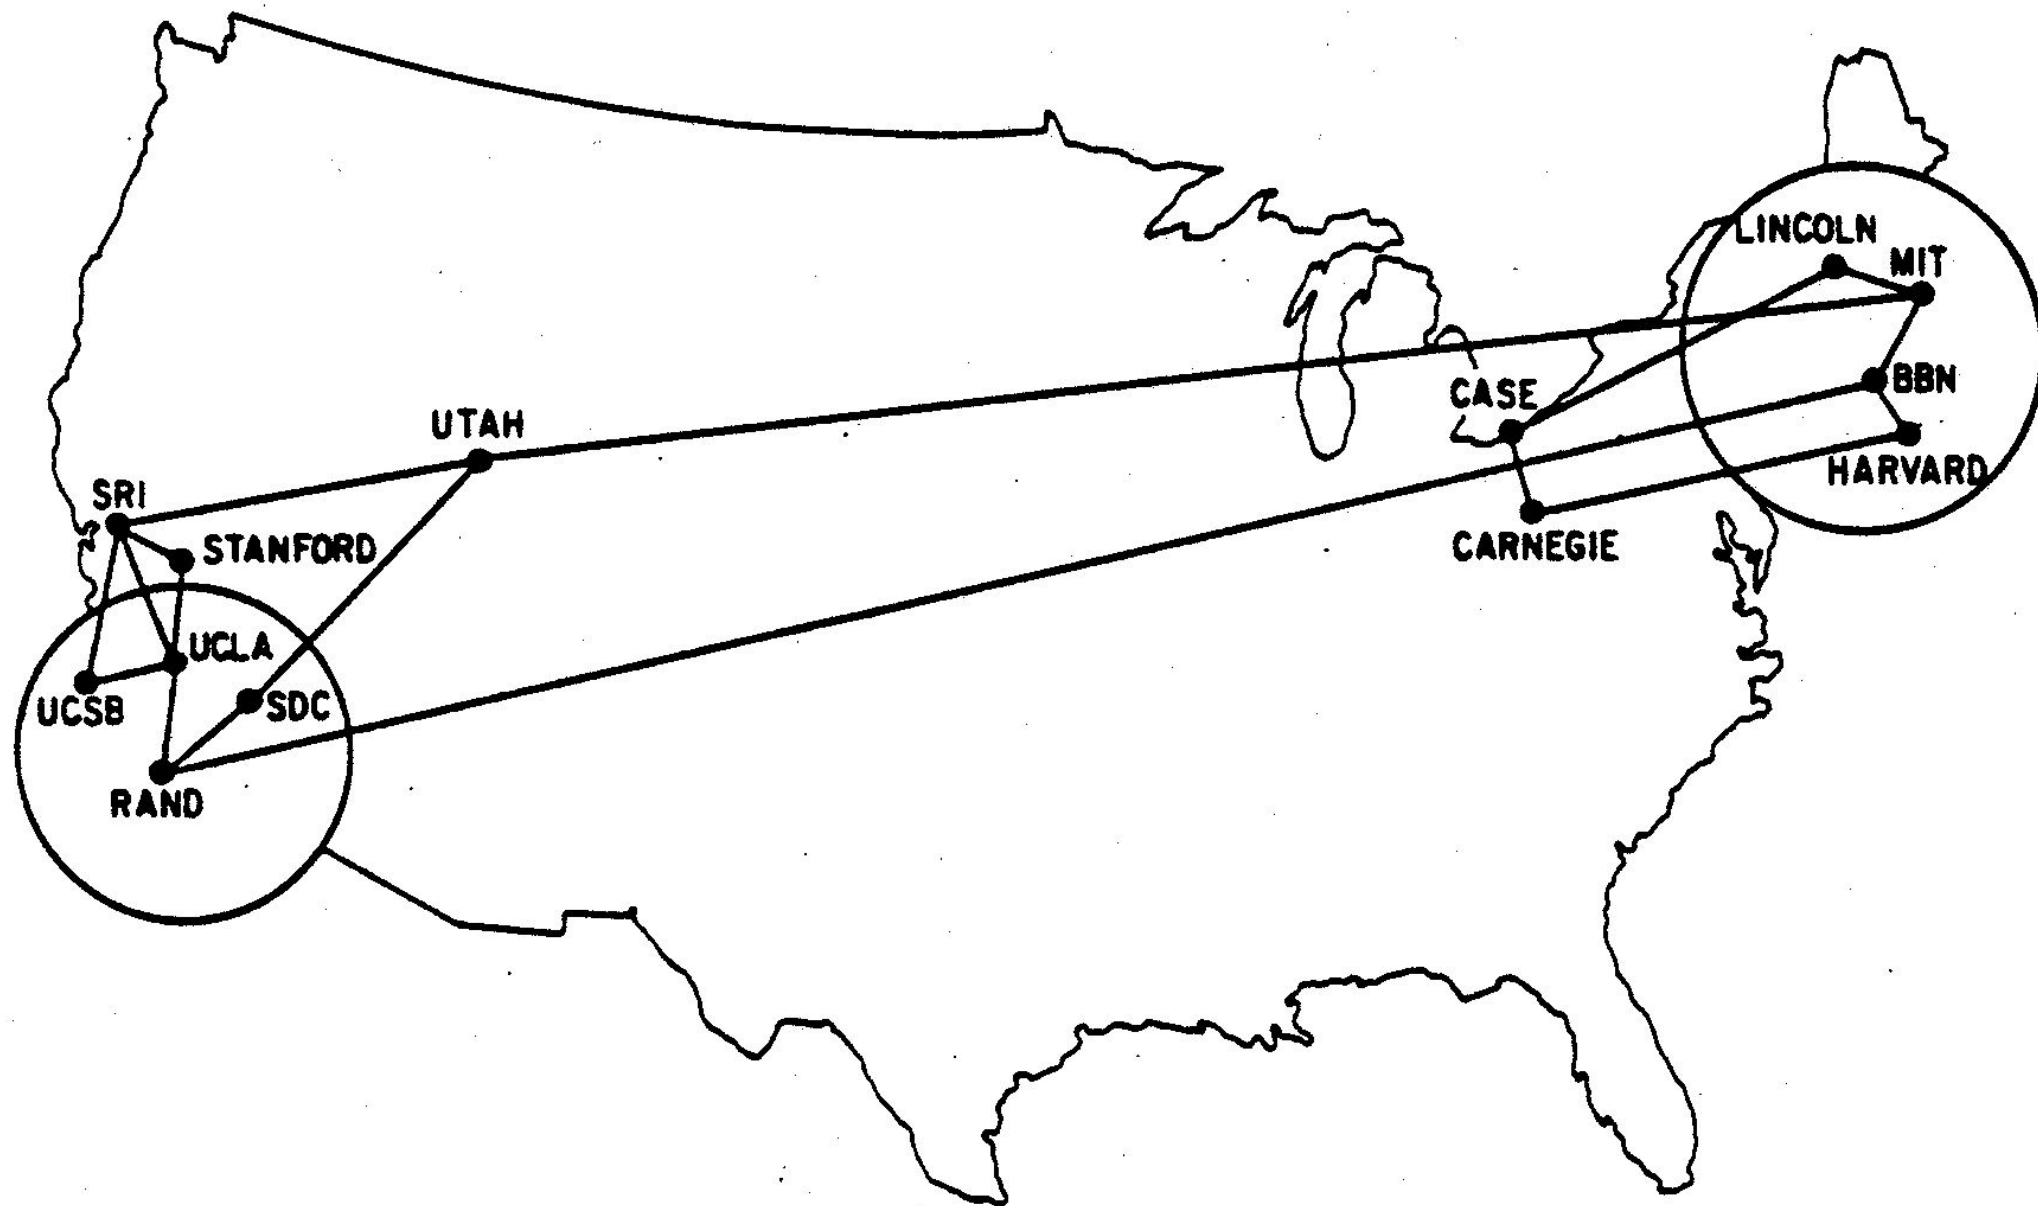 LINCOLN
MIT
CASE
BBN
UTAH
HARVARD
SRI
STANFORD
CARNEGIE
UCLA
UCSB
SDC
RAND